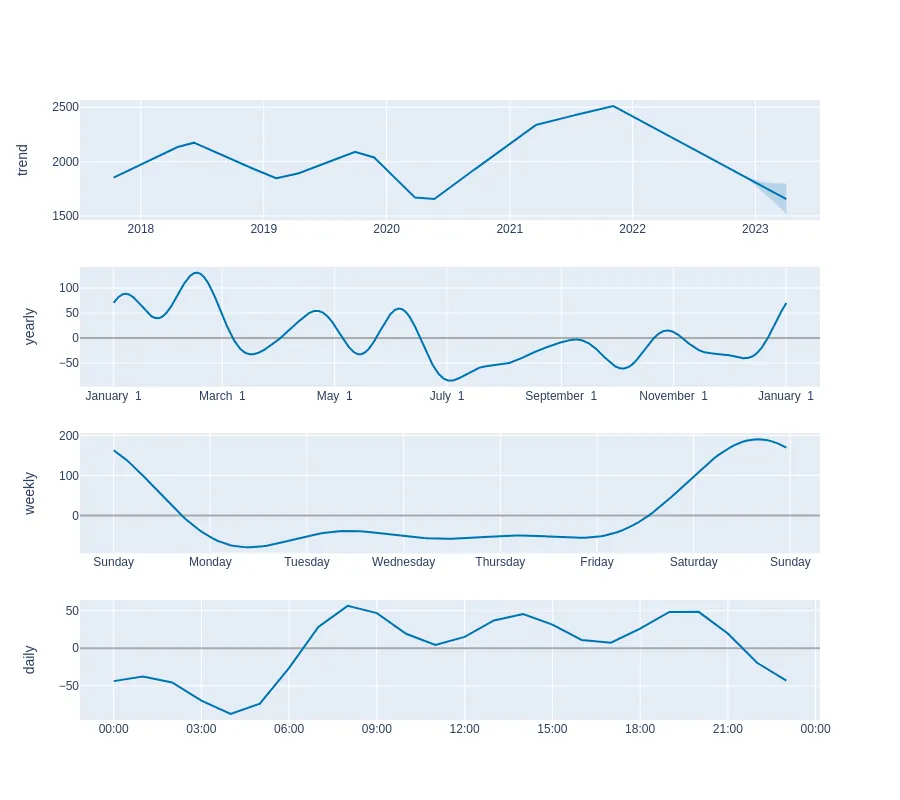 trend
2500
2000
1500
2018 2019 2020 2021 2022 2023
yearly
100
50
0
−50
January 1 March 1 May 1 July 1 September 1 November 1 January 1
weekly
200
100
0
Sunday Monday Tuesday Wednesday Thursday Friday Saturday Sunday
daily
50
0
−50
00:00 03:00 06:00 09:00 12:00 15:00 18:00 21:00 00:00